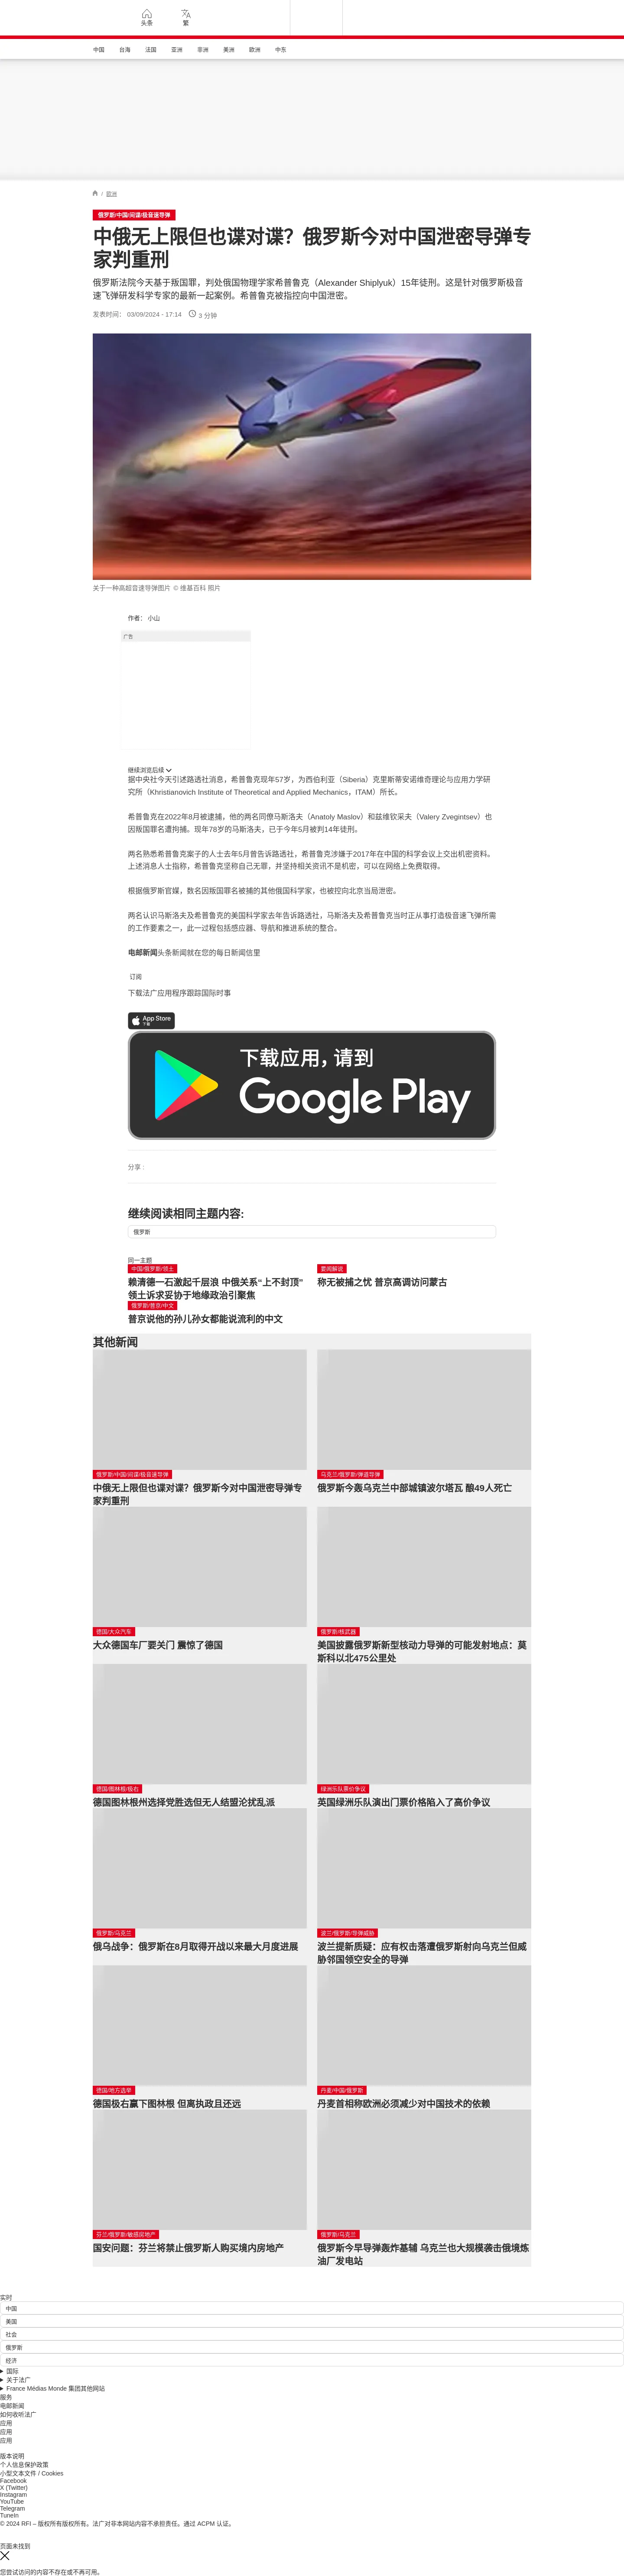 头条
繁
中国
台海
法国
亚洲
非洲
美洲
欧洲
中东
/ 欧洲
俄罗斯/中国/间谍/极音速导弹
中俄无上限但也谍对谍？俄罗斯今对中国泄密导弹专
家判重刑
俄罗斯法院今天基于叛国罪，判处俄国物理学家希普鲁克（Alexander Shiplyuk）15年徒刑。这是针对俄罗斯极音
速飞弹研发科学专家的最新一起案例。希普鲁克被指控向中国泄密。
发表时间： 03/09/2024 - 17:14
3 分钟
关于一种高超音速导弹图片 © 维基百科 照片
作者： 小山
广告
继续浏览后续
据中央社今天引述路透社消息，希普鲁克现年57岁，为西伯利亚（Siberia）克里斯蒂安诺维奇理论与应用力学研
究所（Khristianovich Institute of Theoretical and Applied Mechanics，ITAM）所长。
希普鲁克在2022年8月被逮捕，他的两名同僚马斯洛夫（Anatoly Maslov）和兹维钦采夫（Valery Zvegintsev）也
因叛国罪名遭拘捕。现年78岁的马斯洛夫，已于今年5月被判14年徒刑。
两名熟悉希普鲁克案子的人士去年5月曾告诉路透社，希普鲁克涉嫌于2017年在中国的科学会议上交出机密资料。
上述消息人士指称，希普鲁克坚称自己无罪，并坚持相关资讯不是机密，可以在网络上免费取得。
根据俄罗斯官媒，数名因叛国罪名被捕的其他俄国科学家，也被控向北京当局泄密。
两名认识马斯洛夫及希普鲁克的美国科学家去年告诉路透社，马斯洛夫及希普鲁克当时正从事打造极音速飞弹所需
的工作要素之一，此一过程包括感应器、导航和推进系统的整合。
电邮新闻头条新闻就在您的每日新闻信里
订阅
下载法广应用程序跟踪国际时事
App Store
下载
下载应用，请到
Google Play
分享 :
继续阅读相同主题内容:
俄罗斯
同一主题
中国/俄罗斯/领土
赖清德一石激起千层浪 中俄关系“上不封顶”
领土诉求妥协于地缘政治引聚焦
要闻解说
称无被捕之忧 普京高调访问蒙古
俄罗斯/普京/中文
普京说他的孙儿孙女都能说流利的中文
其他新闻
俄罗斯/中国/间谍/极音速导弹
中俄无上限但也谍对谍？俄罗斯今对中国泄密导弹专
家判重刑
乌克兰/俄罗斯/弹道导弹
俄罗斯今轰乌克兰中部城镇波尔塔瓦 酿49人死亡
德国/大众汽车
大众德国车厂要关门 震惊了德国
俄罗斯/核武器
美国披露俄罗斯新型核动力导弹的可能发射地点：莫
斯科以北475公里处
德国/图林根/极右
德国图林根州选择党胜选但无人结盟沦扰乱派
绿洲乐队票价争议
英国绿洲乐队演出门票价格陷入了高价争议
俄罗斯/乌克兰
俄乌战争：俄罗斯在8月取得开战以来最大月度进展
波兰/俄罗斯/导弹威胁
波兰提新质疑：应有权击落遭俄罗斯射向乌克兰但威
胁邻国领空安全的导弹
德国/地方选举
德国极右赢下图林根 但离执政且还远
丹麦/中国/俄罗斯
丹麦首相称欧洲必须减少对中国技术的依赖
芬兰/俄罗斯/敏感房地产
国安问题：芬兰将禁止俄罗斯人购买境内房地产
俄罗斯/乌克兰
俄罗斯今早导弹轰炸基辅 乌克兰也大规模袭击俄境炼
油厂发电站
实时
中国
美国
社会
俄罗斯
经济
国际
关于法广
France Médias Monde 集团其他网站
服务
电邮新闻
如何收听法广
应用
应用
应用
版本说明
个人信息保护政策
小型文本文件 / Cookies
Facebook
X (Twitter)
Instagram
YouTube
Telegram
TuneIn
© 2024 RFI – 版权所有版权所有。法广对非本网站内容不承担责任。通过 ACPM 认证。
页面未找到
您尝试访问的内容不存在或不再可用。